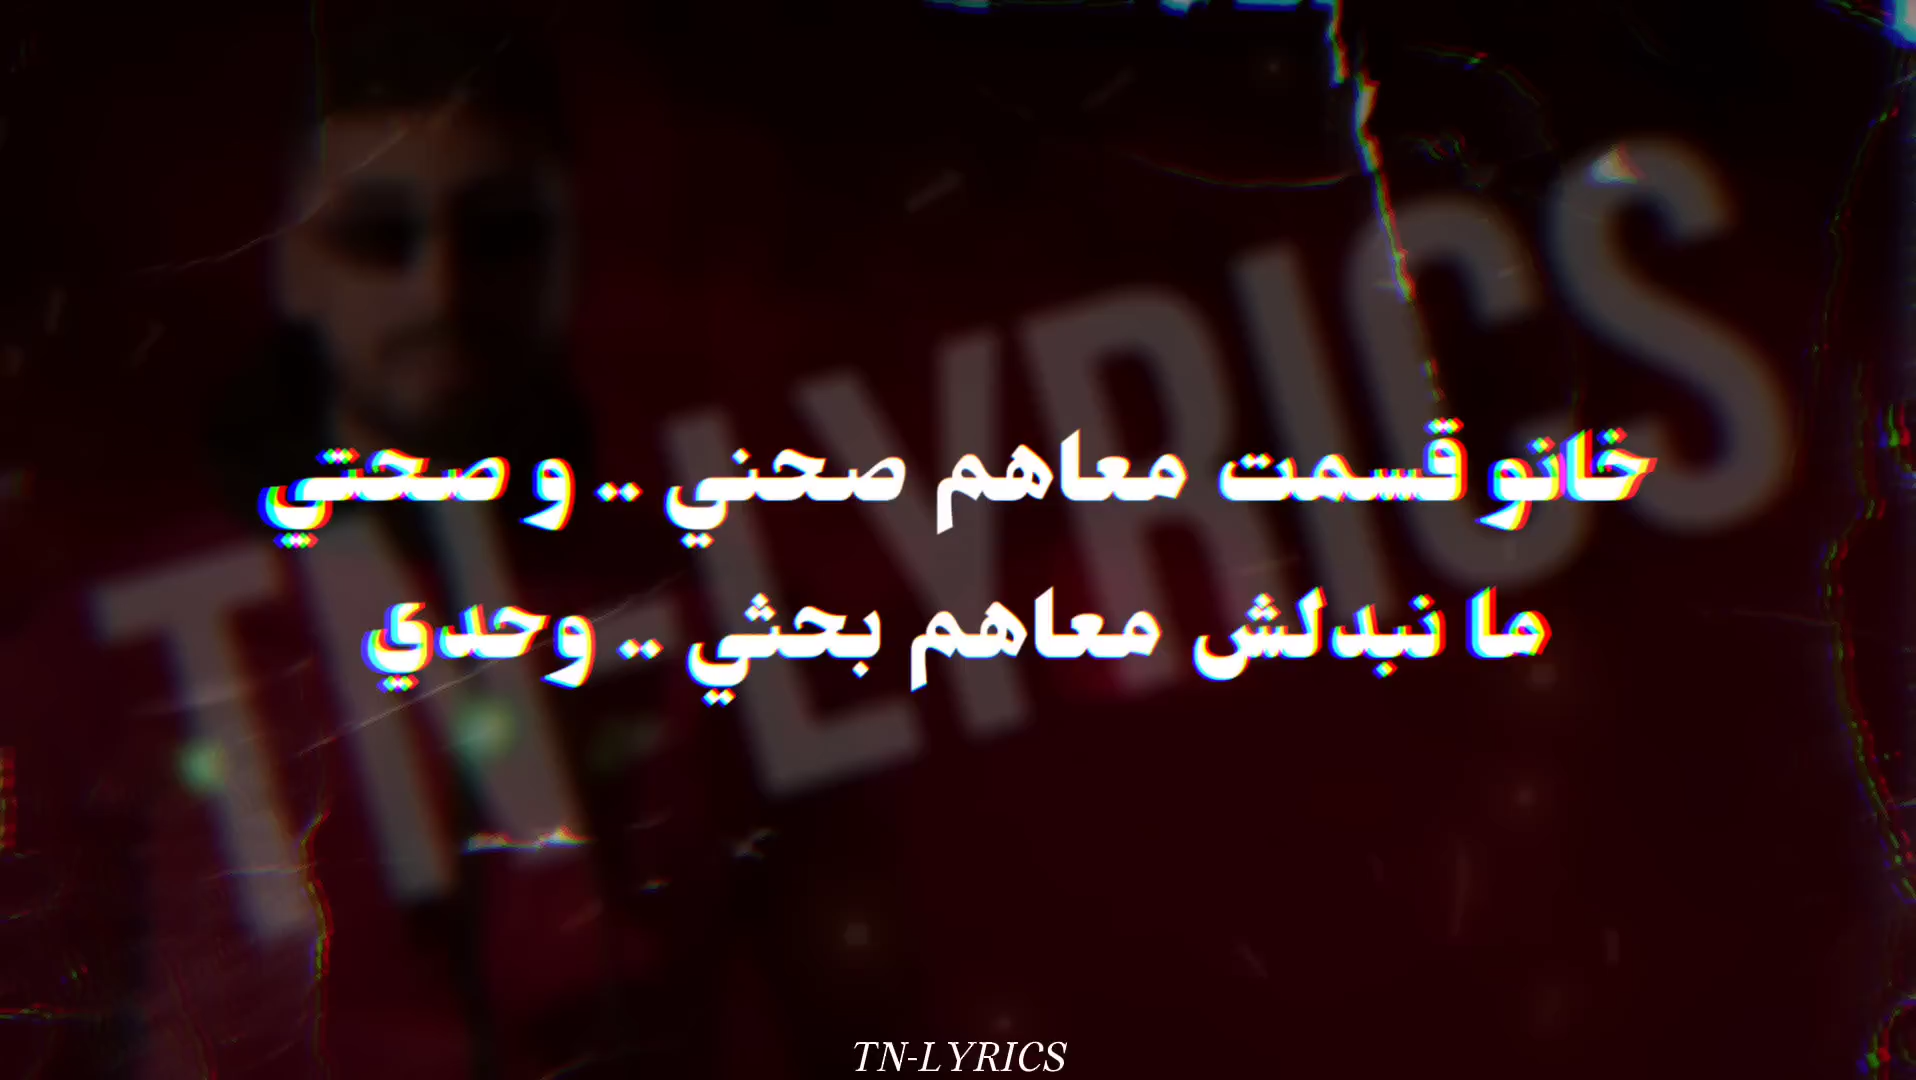 خانو قسمت معاهم صحني .. و صحتي
ما نبدلش معاهم بحثي .. وحدي
TN-LYRICS
TN-LYRICS